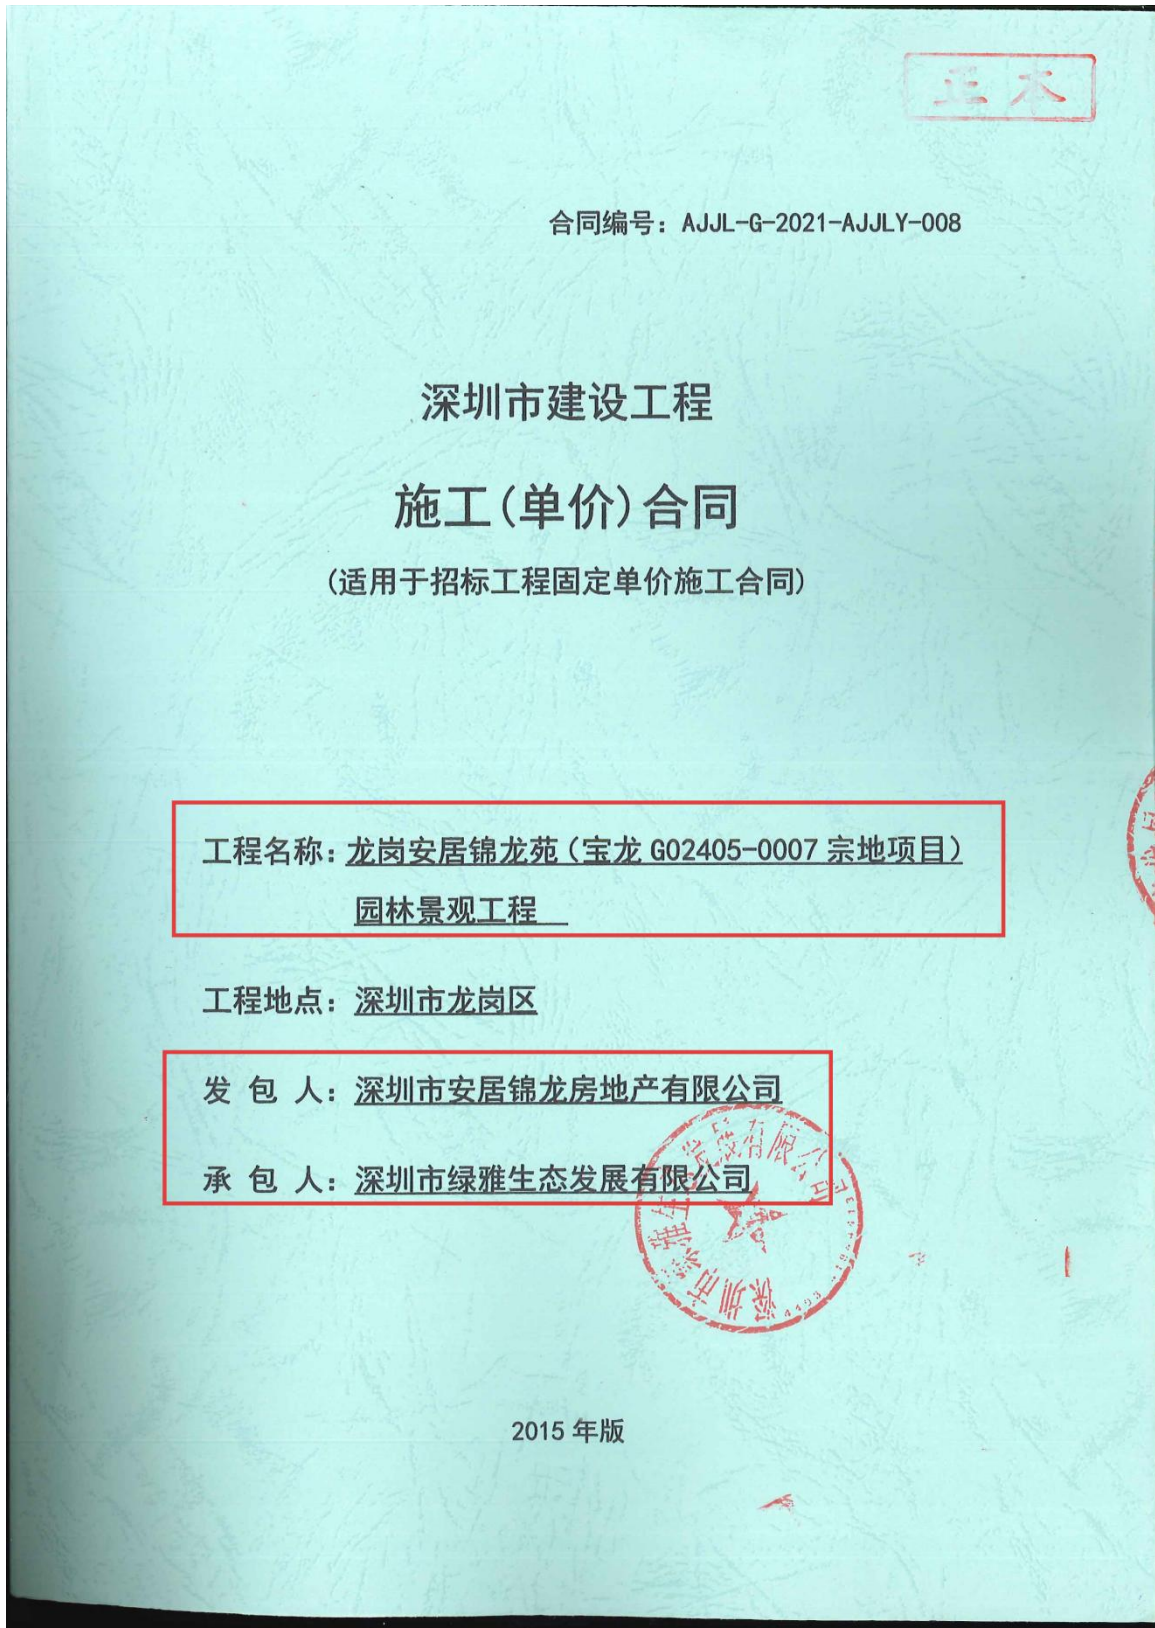 正本
合同编号：AJJL-G-2021-AJJLY-008
深圳市建设工程
施工(单价)合同
(适用于招标工程固定单价施工合同)
工程名称：龙岗安居锦龙苑（宝龙 G02405-0007 宗地项目）
园林景观工程
工程地点：深圳市龙岗区
发 包 人：深圳市安居锦龙房地产有限公司
承 包 人：深圳市绿雅生态发展有限公司
2015 年版